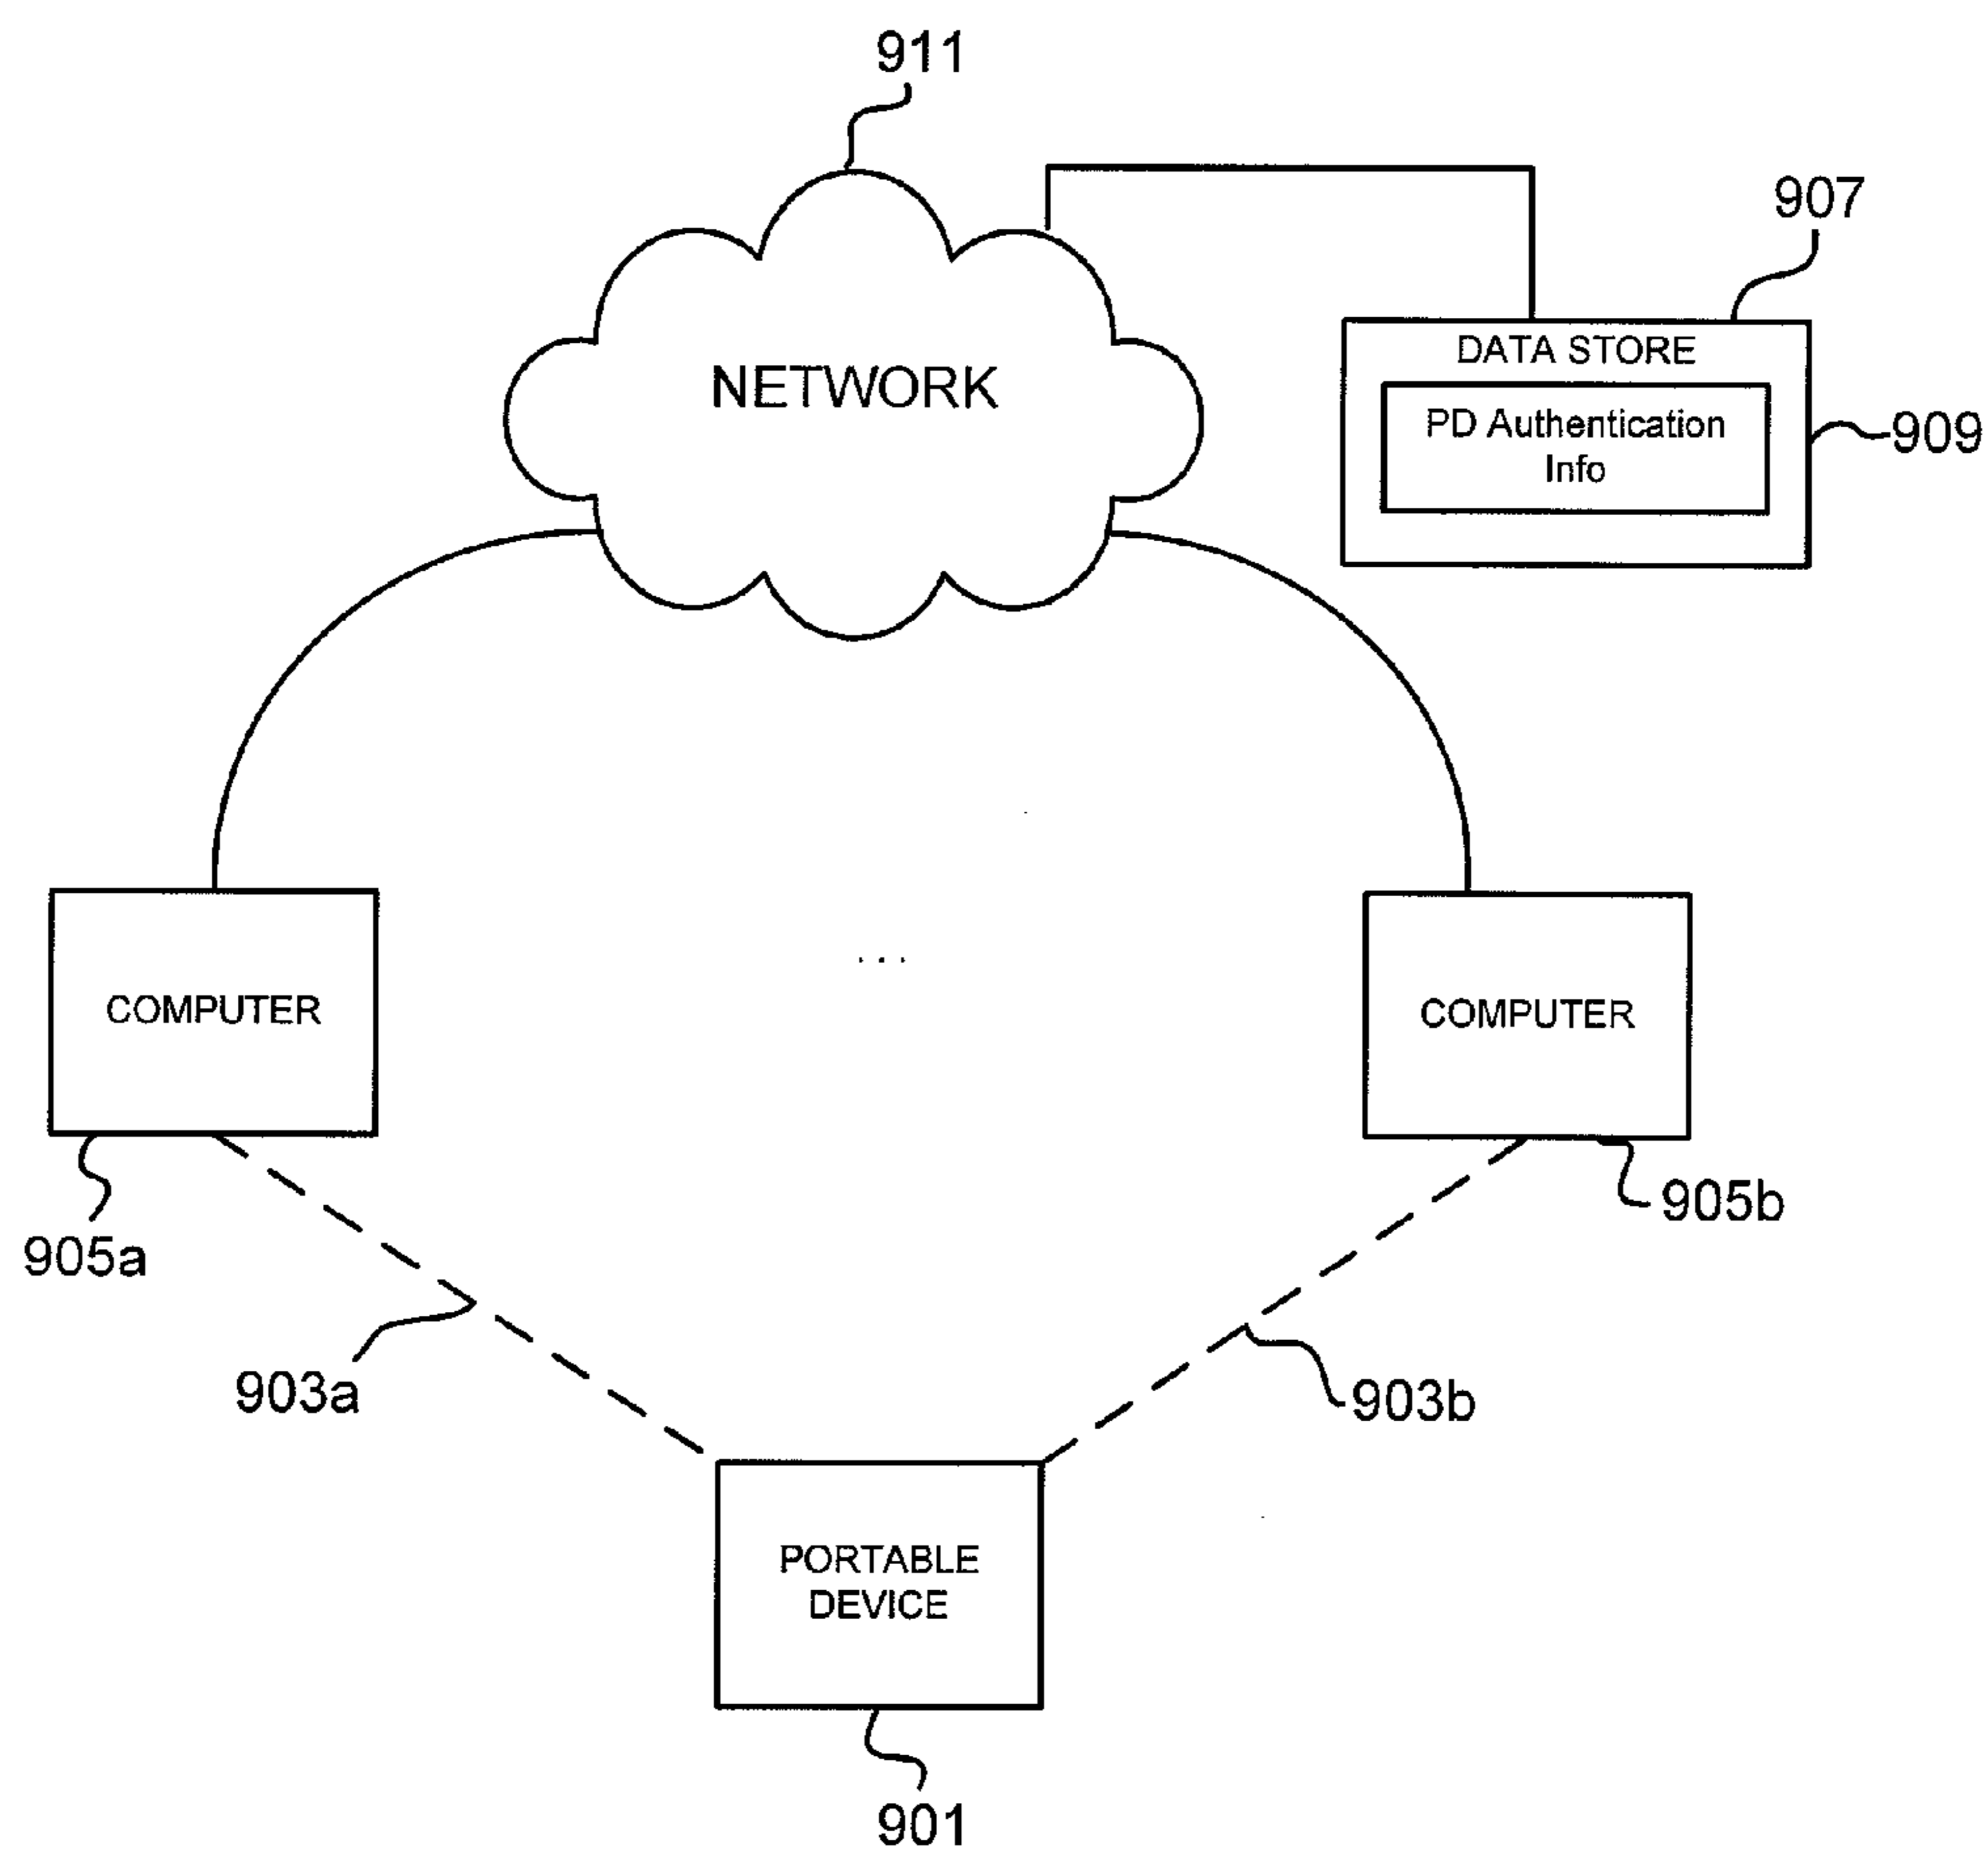 911
907
DATA STORE
PD Authentication
Info
909
NETWORK
COMPUTER
COMPUTER
...
905a
905b
903a
903b
PORTABLE
DEVICE
901